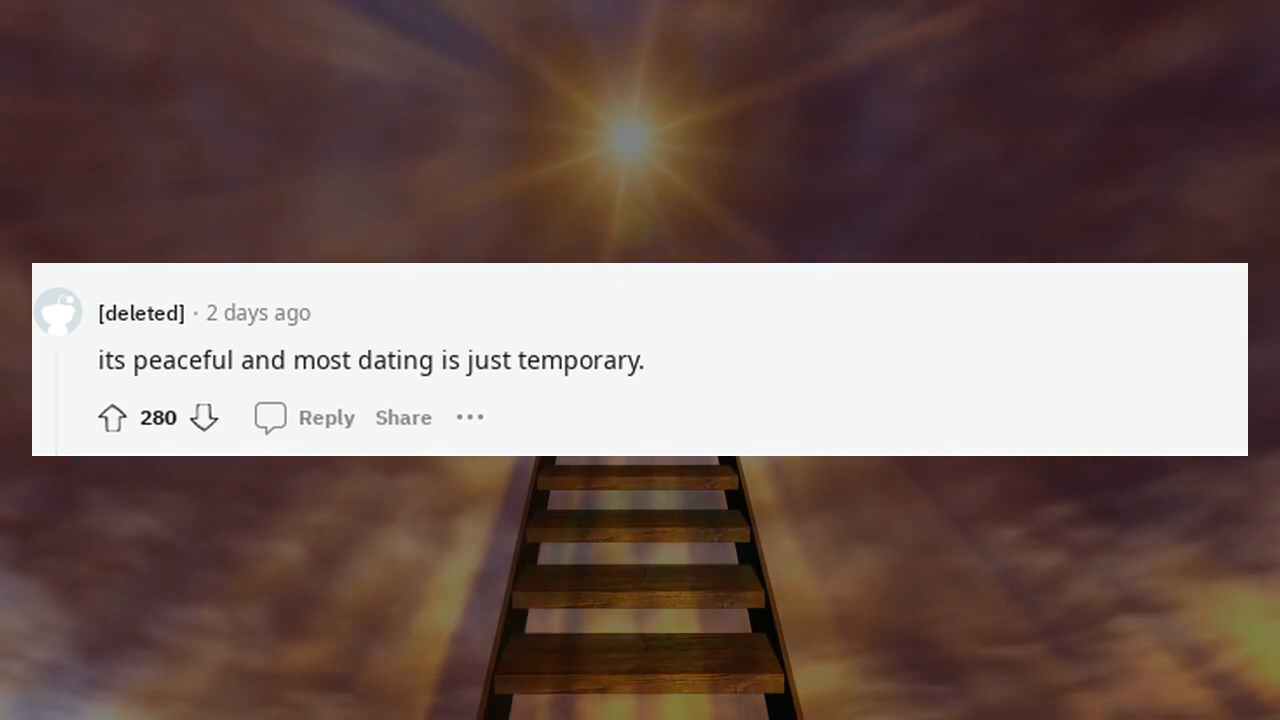 [deleted] · 2 days ago
its peaceful and most dating is just temporary.
280 Reply Share